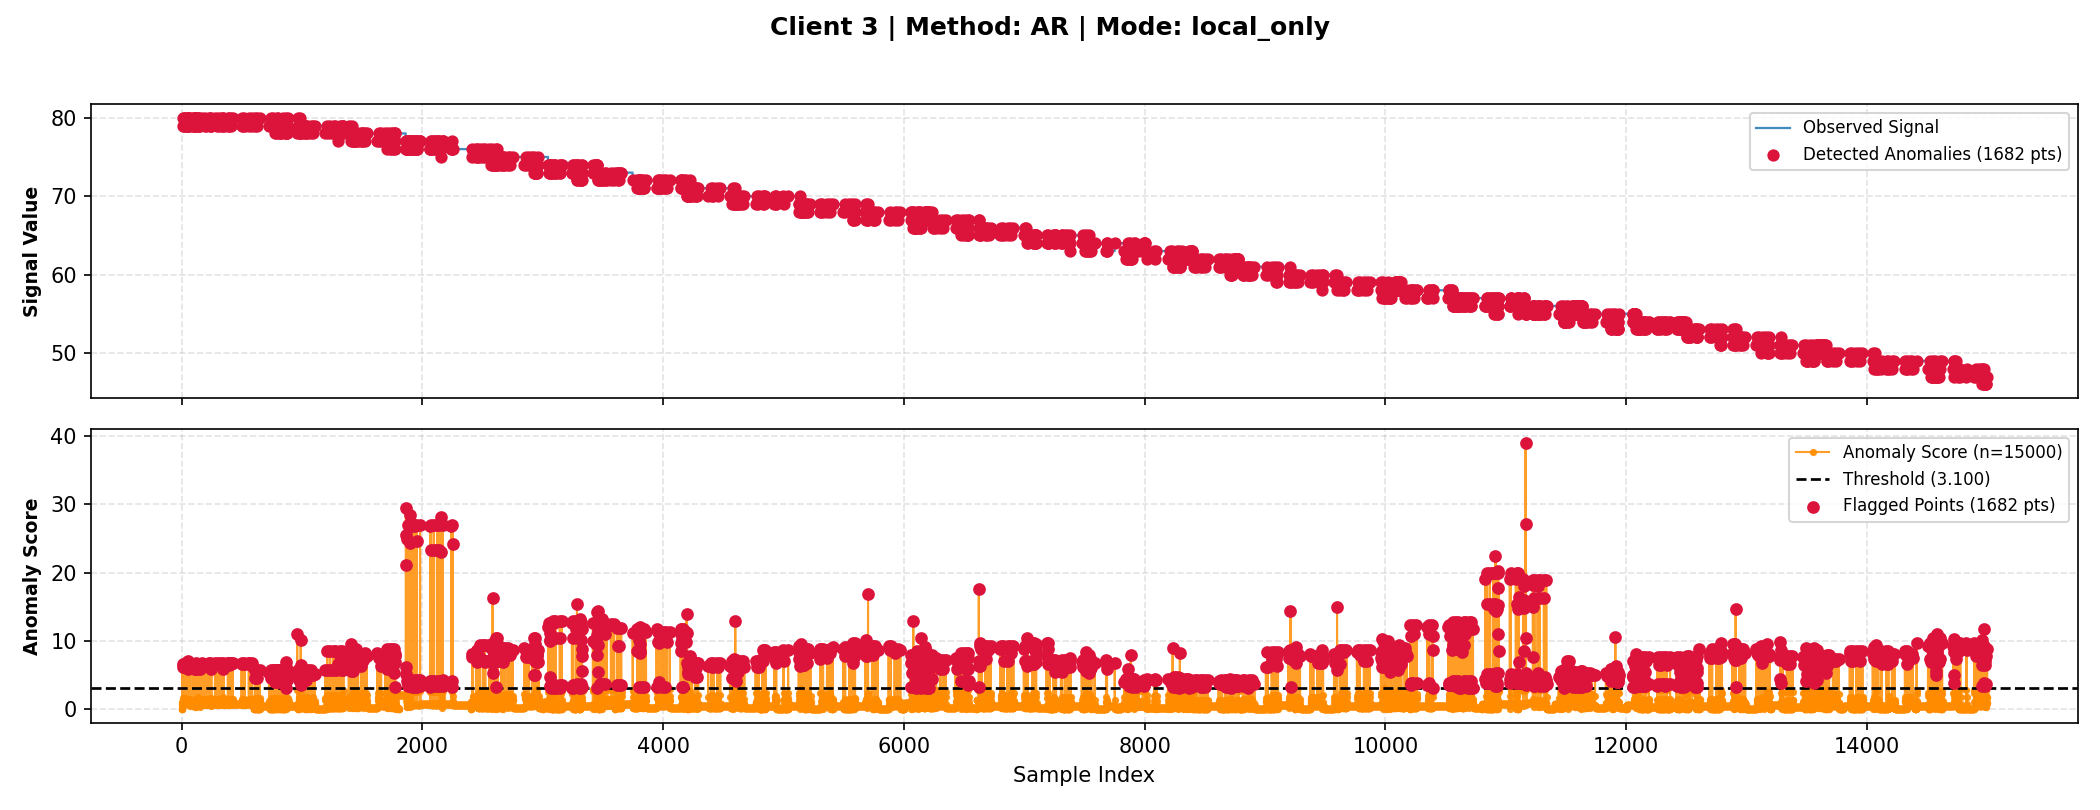 Client 3 | Method: AR | Mode: local_only
80
70
60
50
Signal Value
Observed Signal
Detected Anomalies (1682 pts)
40
30
20
10
0
Anomaly Score
Anomaly Score (n=15000)
Threshold (3.100)
Flagged Points (1682 pts)
0 2000 4000 6000 8000 10000 12000 14000
Sample Index